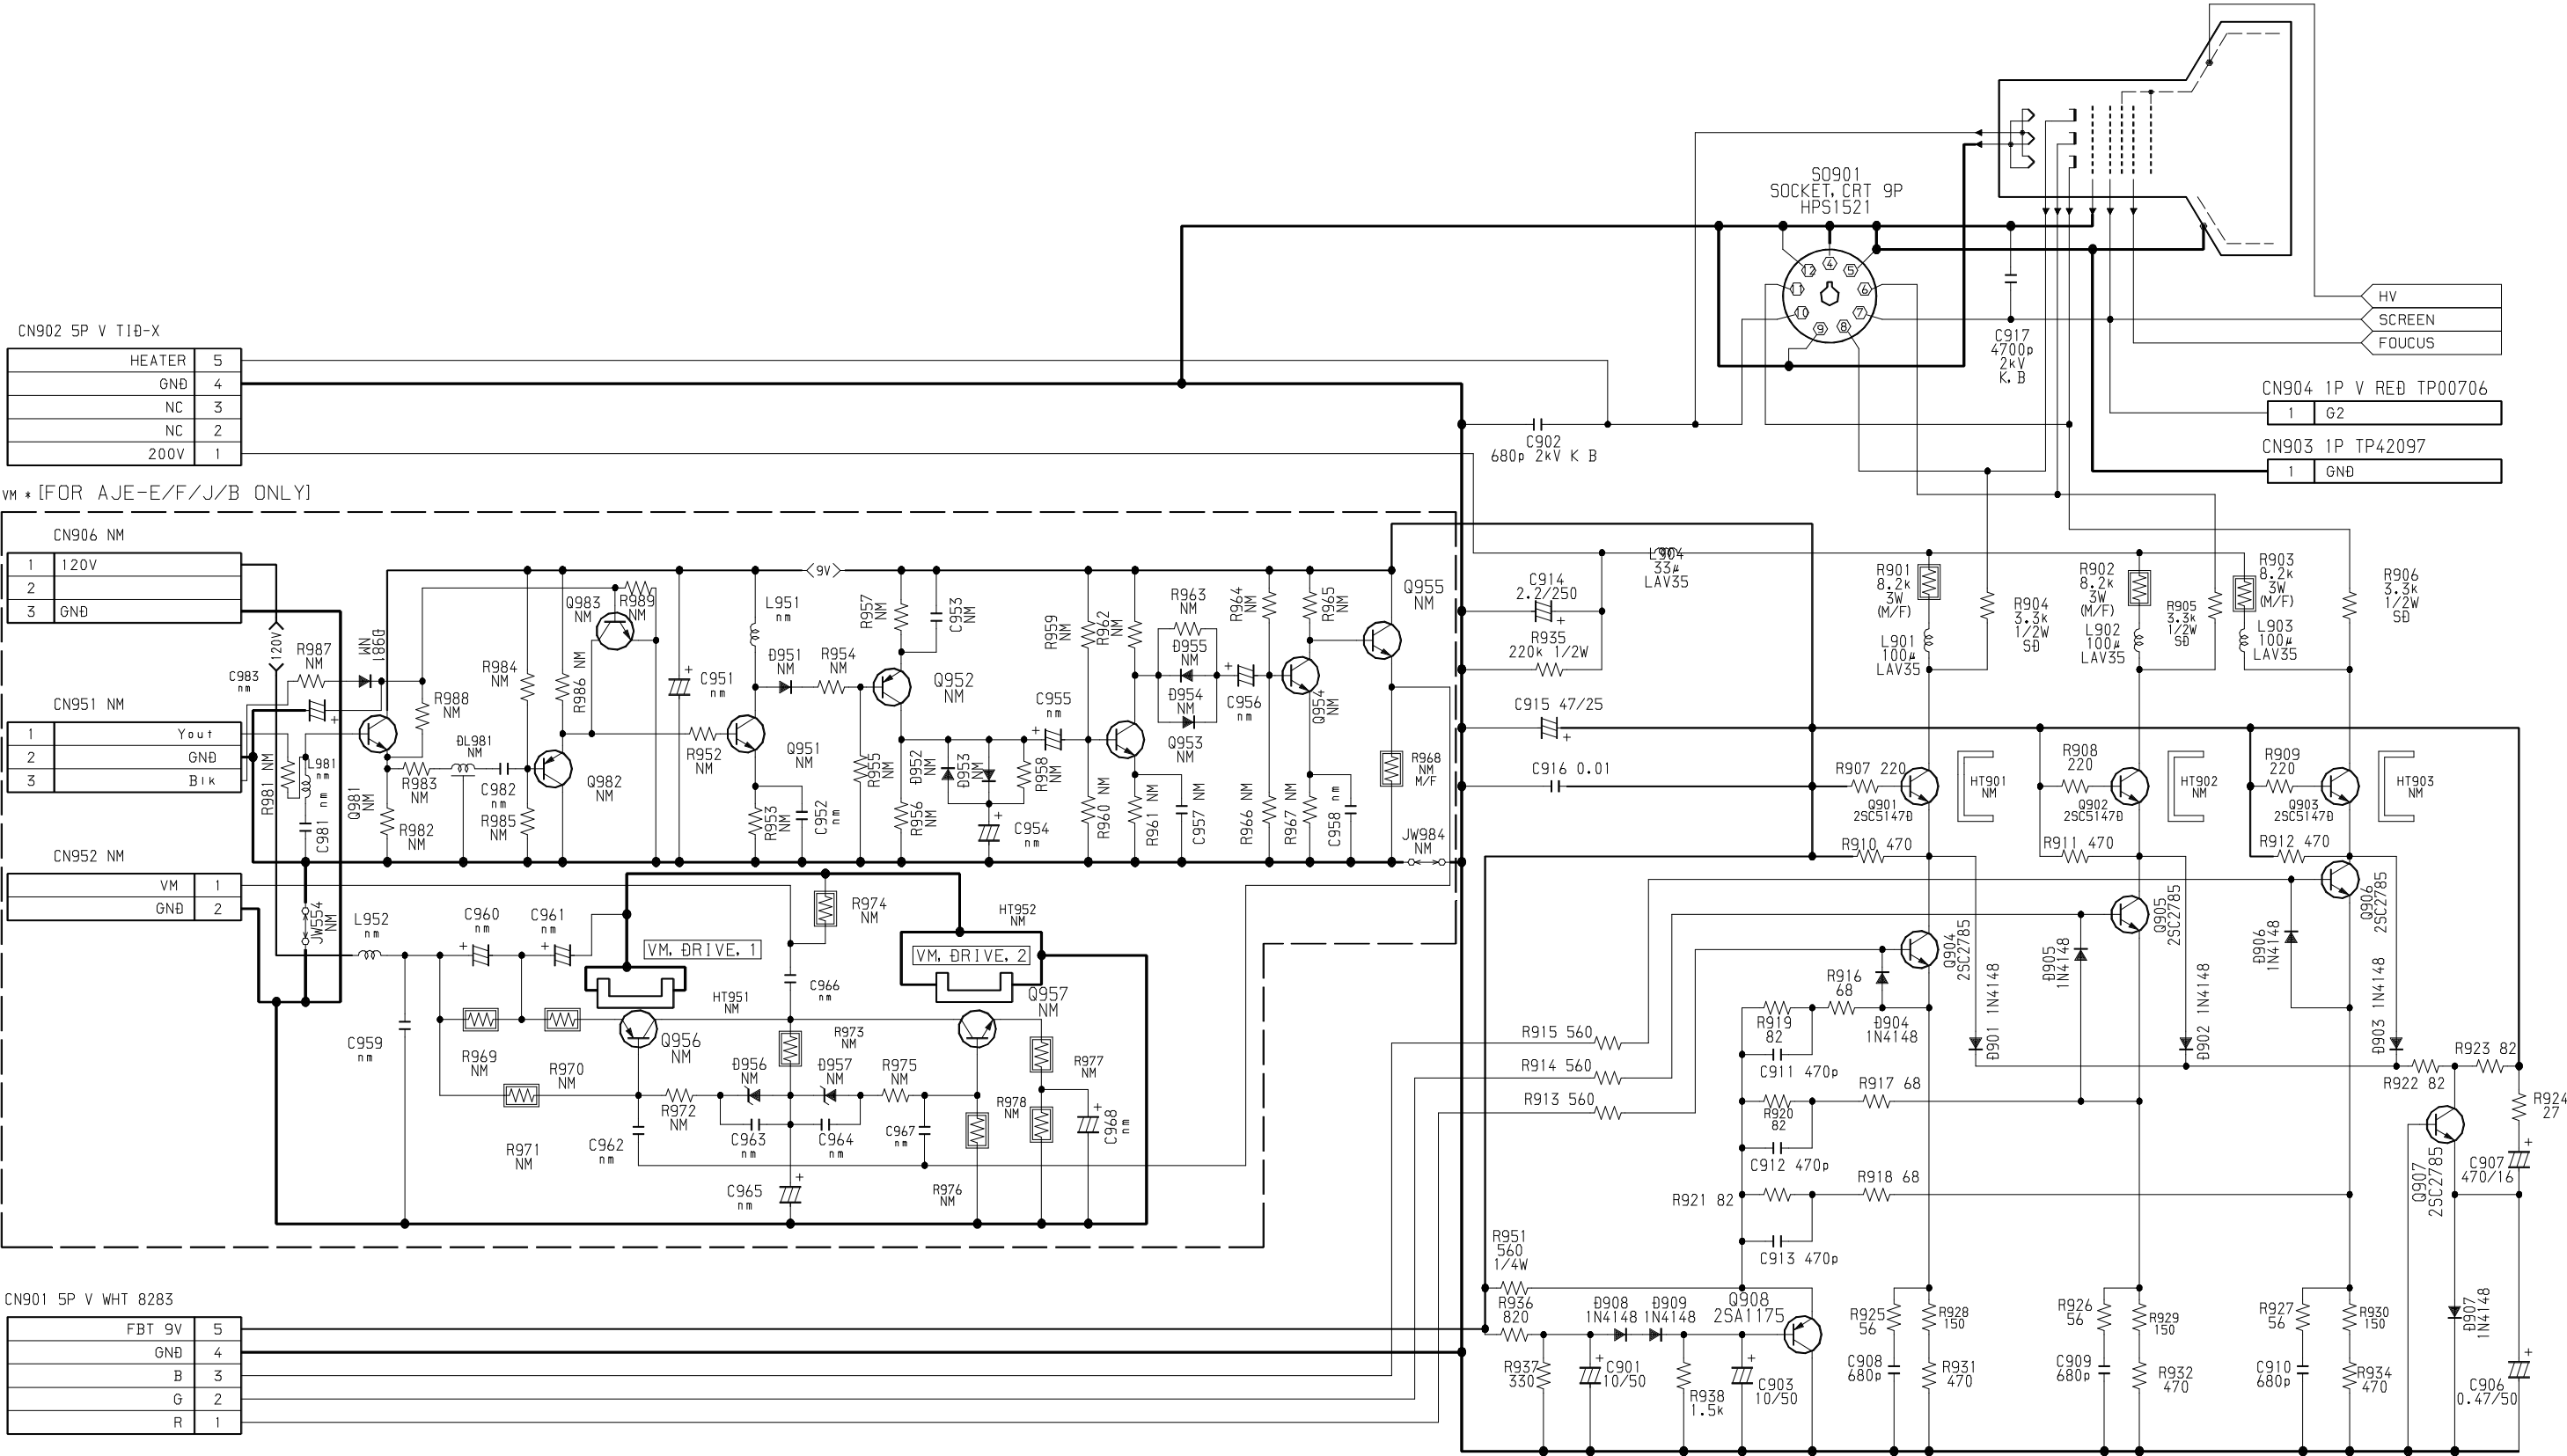 SO901
SOCKET, CRT 9P
HPS1521
12
4
5
11
6
10
7
9
8
C917
4700p
2kV
K.B
HV
SCREEN
FOUCUS
CN904 1P V RED TP00706
1 G2
CN903 1P TP42097
1 GND
CN902 5P V TID-X
HEATER 5
GND 4
NC 3
NC 2
200V 1
C902
680p 2kV K B
VM * [FOR AJE-E/F/J/B ONLY]
CN906 NM
1 120V
2
3 GND
120V
CN951 NM
1 Yout
2 GND
3 Blk
CN952 NM
VM 1
GND 2
C983
nm
R987
NM
D981
NM
R988
NM
R981 NM
L981
nm
C981 nm
Q981
NM
R983
NM
R982
NM
DL981
NM
C982
nm
R984
NM
R985
NM
R986 NM
Q982
NM
Q983
NM
R989
NM
C951
nm
R952
NM
L951
nm
Q951
NM
D951
NM
R954
NM
R953
NM
C952
nm
9V
R957
NM
C953
nm
Q952
NM
R955
NM
R956
NM
D952
NM
D953
NM
R958
NM
C954
nm
C955
nm
R959
NM
R960 NM
R962
NM
R961 NM
C957 NM
R963
NM
D955
NM
D954
NM
Q953
NM
C956
nm
R964
NM
R966 NM
R965
NM
Q954
NM
R967 NM
C958 nm
Q955
NM
R968
NM
M/F
JW984
NM
JW554
NM
L952
nm
C960
nm
C961
nm
VM, DRIVE, 1
R974
NM
HT952
NM
VM, DRIVE, 2
HT951
NM
C966
nm
Q957
NM
C959
nm
R969
NM
R970
NM
R971
NM
Q956
NM
R972
NM
D956
NM
R973
NM
D957
NM
R975
NM
R977
NM
R978
NM
C968
nm
C962
nm
C963
nm
C964
nm
C967
nm
C965
nm
R976
NM
L904
33μ
LAV35
C914
2.2/250
R935
220k 1/2W
C915 47/25
C916 0.01
R901
8.2k
3W
(M/F)
L901
100μ
LAV35
R904
3.3k
1/2W
SD
R902
8.2k
3W
(M/F)
L902
100μ
LAV35
R905
3.3k
1/2W
SD
R903
8.2k
3W
(M/F)
L903
100μ
LAV35
R906
3.3k
1/2W
SD
R907 220
Q901
2SC5147D
HT901
NM
R908
220
Q902
2SC5147D
HT902
NM
R909
220
Q903
2SC5147D
HT903
NM
R910 470
R911 470
R912 470
Q904
2SC2785
Q905
2SC2785
Q906
2SC2785
D904
1N4148
D905
1N4148
D906
1N4148
D901 1N4148
D902 1N4148
D903 1N4148
R915 560
R914 560
R913 560
R916
68
R919
82
C911 470p
R917 68
R920
82
C912 470p
R918 68
R921 82
C913 470p
R922 82
R923 82
R924
27
Q907
2SC2785
C907
470/16
D907
1N4148
C906
0.47/50
R951
560
1/4W
R936
820
D908
1N4148
D909
1N4148
Q908
2SA1175
R937
330
C901
10/50
R938
1.5k
C903
10/50
R925
56
R928
150
C908
680p
R931
470
R926
56
R929
150
C909
680p
R932
470
R927
56
R930
150
C910
680p
R934
470
CN901 5P V WHT 8283
FBT 9V 5
GND 4
B 3
G 2
R 1